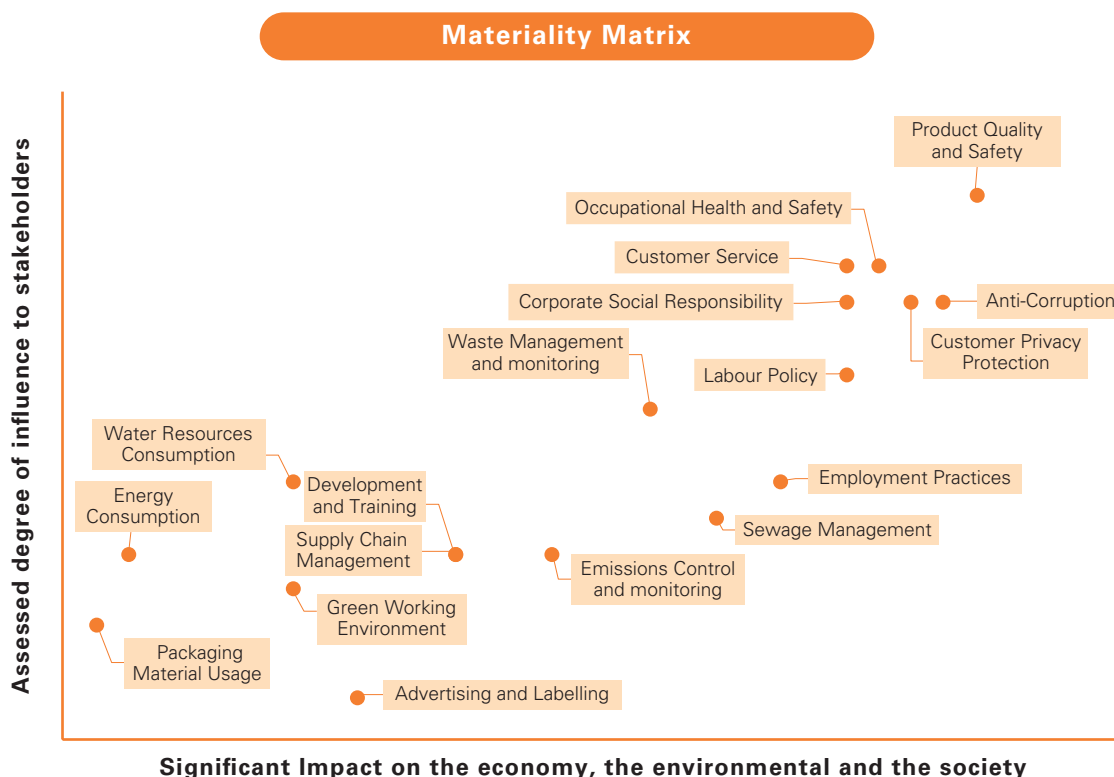 Materiality Matrix
Assessed degree of influence to stakeholders
Product Quality
and Safety
Occupational Health and Safety
Customer Service
Corporate Social Responsibility
Anti-Corruption
Waste Management
and monitoring
Customer Privacy
Protection
Labour Policy
Water Resources
Consumption
Development
and Training
Employment Practices
Energy
Consumption
Sewage Management
Supply Chain
Management
Emissions Control
and monitoring
Green Working
Environment
Packaging
Material Usage
Advertising and Labelling
Significant Impact on the economy, the environmental and the society